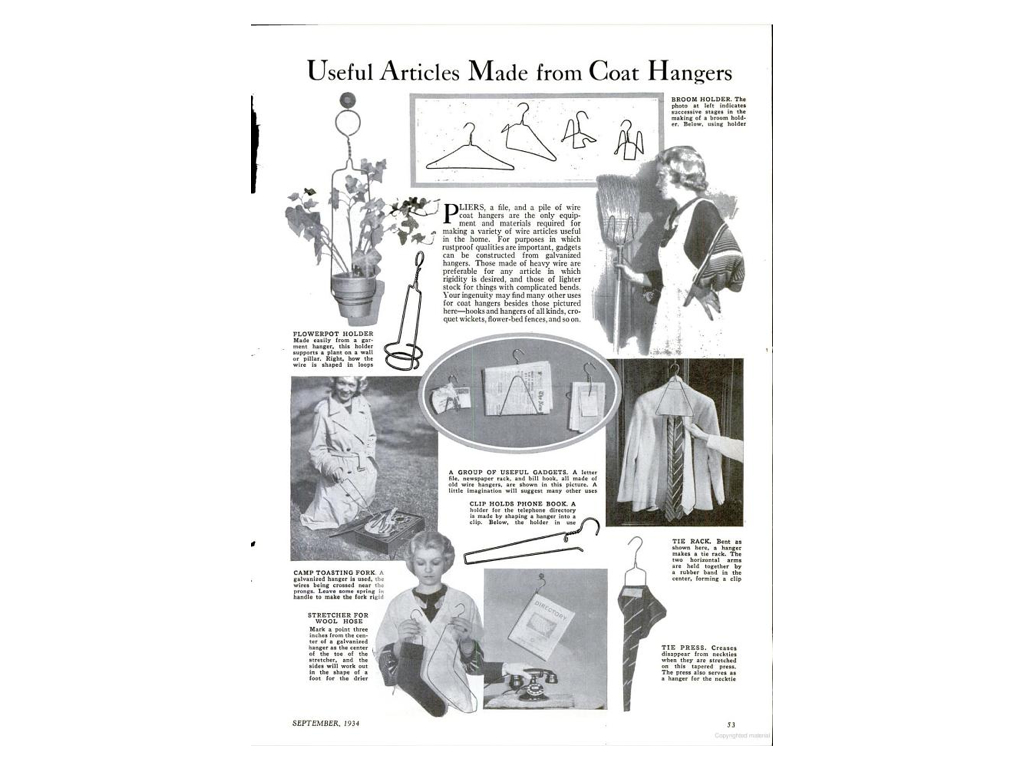 Useful Articles Made from Coat Hangers
BROOM HOLDER. The
photo at left indicates
successive stages in the
making of a broom hold-
er. Below, using holder
PLIERS, a file, and a pile of wire
coat hangers are the only equip-
ment and materials required for
making a variety of wire articles useful
in the home. For purposes in which
rustproof qualities are important, gadgets
can be constructed from galvanized
hangers. Those made of heavy wire are
preferable for any article in which
rigidity is desired, and those of lighter
stock for things with complicated bends.
Your ingenuity may find many other uses
for coat hangers besides those pictured
here—hooks and hangers of all kinds, cro-
quet wickets, flower-bed fences, and so on.
FLOWERPOT HOLDER
Made easily from a gar-
ment hanger, this holder
supports a plant on a wall
or pillar. Right, how the
wire is shaped in loops
A GROUP OF USEFUL GADGETS. A letter
file, newspaper rack, and bill hook, all made of
old wire hangers, are shown in this picture. A
little imagination will suggest many other uses
CLIP HOLDS PHONE BOOK. A
holder for the telephone directory
is made by shaping a hanger into a
clip. Below, the holder in use
TIE RACK. Bent as
shown here, a hanger
makes a tie rack. The
two horizontal arms
are held together by
a rubber band in the
center, forming a clip
CAMP TOASTING FORK. A
galvanized hanger is used, the
wires being crossed near the
prongs. Leave some spring in
handle to make the fork rigid
STRETCHER FOR
WOOL HOSE
Mark a point three
inches from the cen-
ter of a galvanized
hanger as the center
of the toe of the
stretcher, and the
sides will work out
in the shape of a
foot for the drier
DIRECTORY
TIE PRESS. Creases
disappear from neckties
when they are stretched
on this tapered press.
The press also serves as
a hanger for the necktie
SEPTEMBER, 1934
53
Copyrighted material